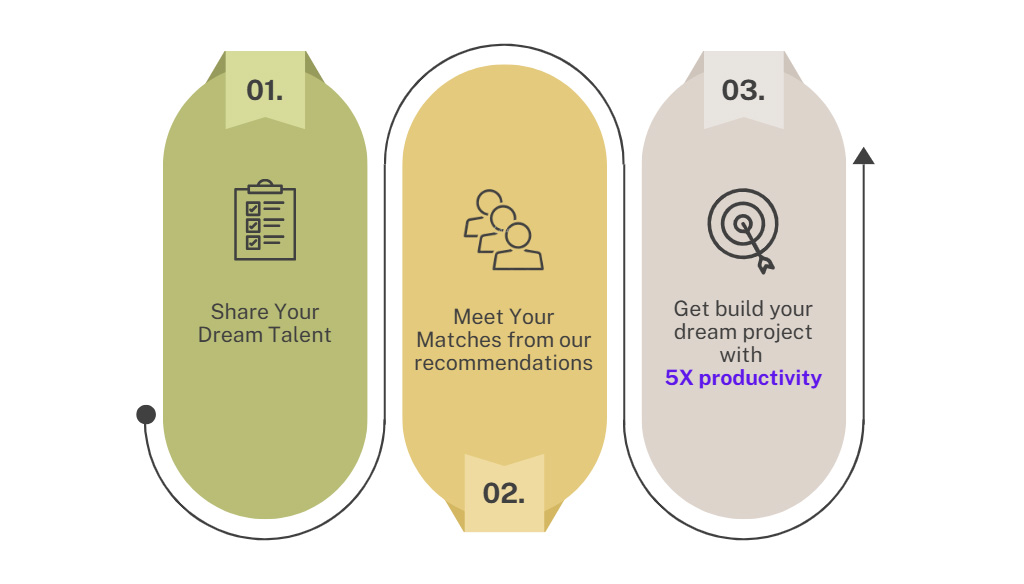 01.
Share Your
Dream Talent
Meet Your
Matches from our
recommendations
02.
03.
Get build your
dream project
with
5X productivity